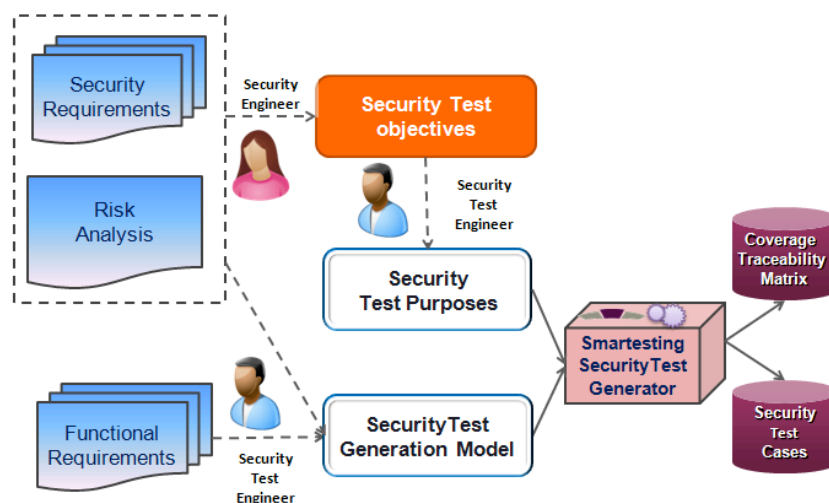 Security
Requirements
Security
Engineer
Security Test
objectives
Risk
Analysis
Security
Test
Engineer
Security
Test Purposes
Coverage
Traceability
Matrix
Smartesting
SecurityTest
Generator
Functional
Requirements
Security
Test
Engineer
SecurityTest
Generation Model
Security
Test
Cases